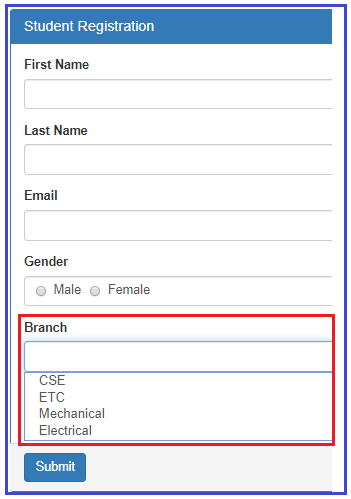 Student Registration
First Name
Last Name
Email
Gender
Male Female
Branch
CSE
ETC
Mechanical
Electrical
Submit